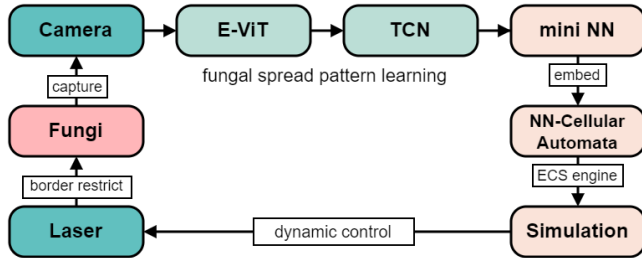 Camera
E-ViT
TCN
mini NN
fungal spread pattern learning
capture
embed
Fungi
NN-Cellular
Automata
border restrict
ECS engine
Laser
dynamic control
Simulation